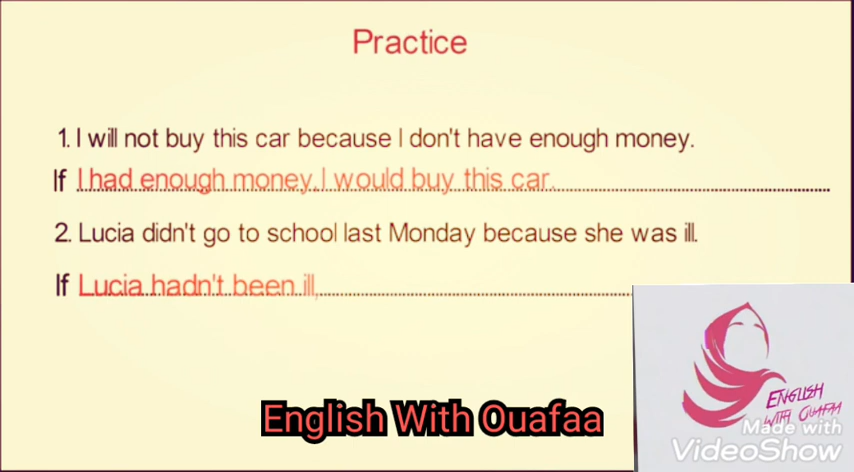 Practice
1. I will not buy this car because I don't have enough money.
If I had enough money, I would buy this car.
2. Lucia didn't go to school last Monday because she was ill.
If Lucia hadn't been ill,
English With Ouafaa
ENGLISH
WITH OUAFAA
Made with
VideoShow